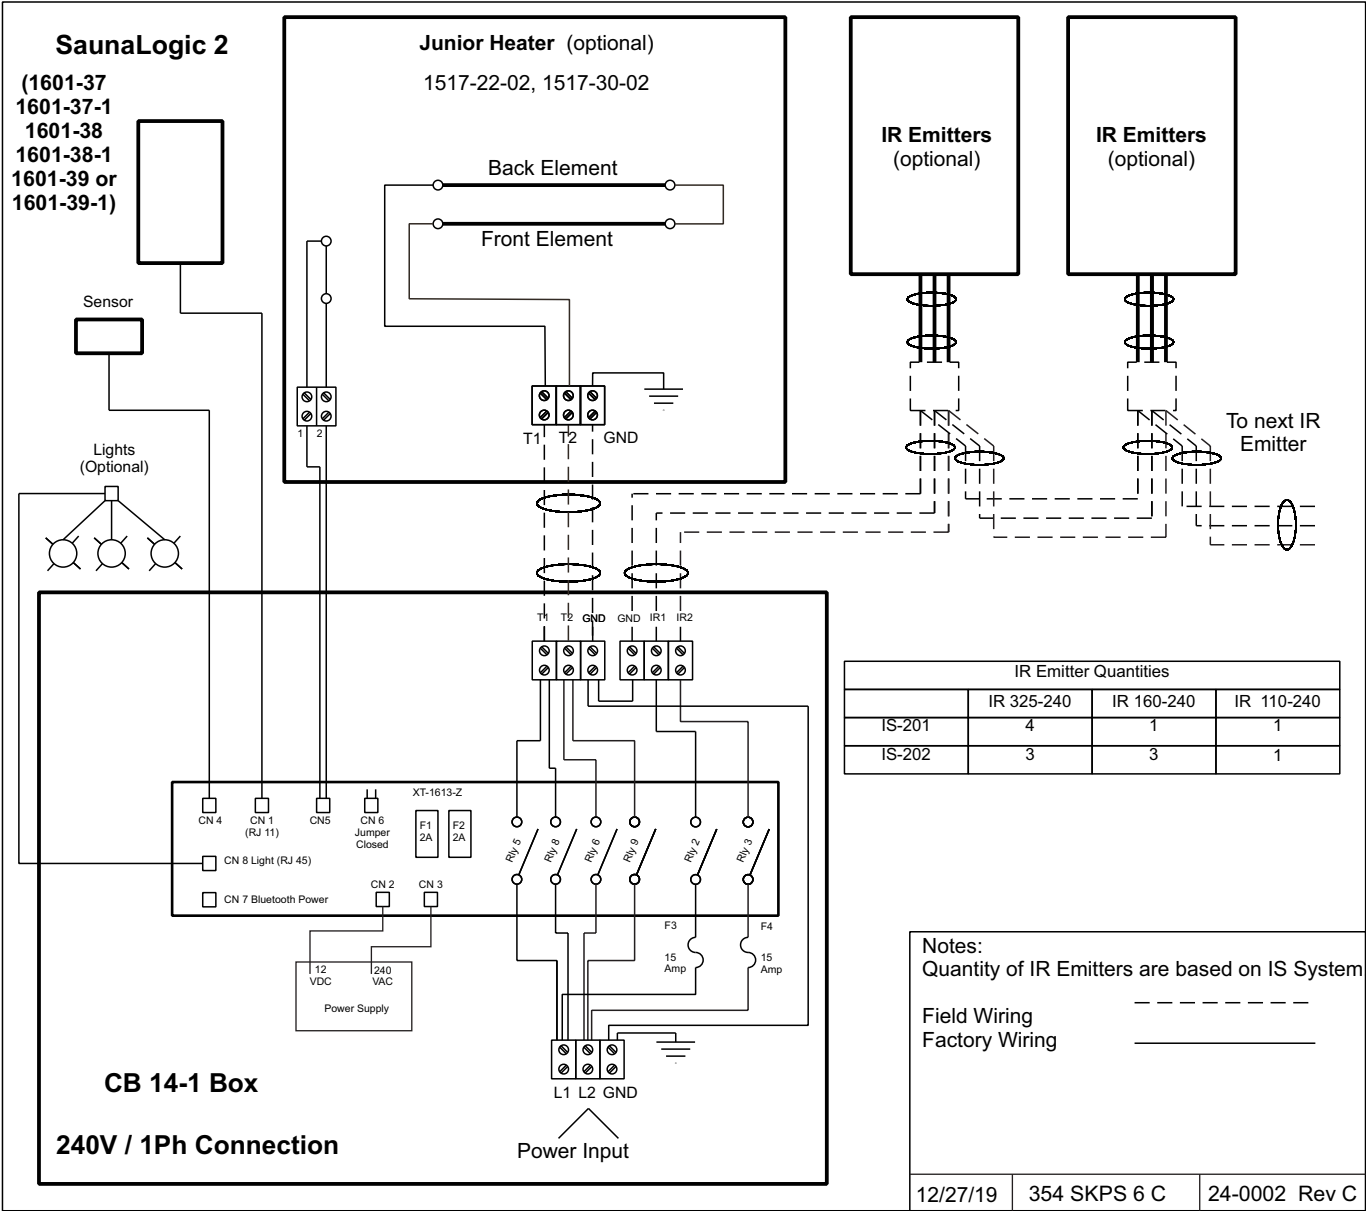 SaunaLogic 2
(1601-37
1601-37-1
1601-38
1601-38-1
1601-39 or
1601-39-1)
Junior Heater (optional)
1517-22-02, 1517-30-02
Back Element
Front Element
IR Emitters
(optional)
IR Emitters
(optional)
Sensor
1 2
T1 T2 GND
To next IR
Emitter
Lights
(Optional)
T1 T2 GND GND IR1 IR2
IR Emitter Quantities
IR 325-240 IR 160-240 IR 110-240
IS-201 4 1 1
IS-202 3 3 1
XT-1613-Z
CN 4
CN 1
(RJ 11)
CN5
CN 6
Jumper
Closed
F1
2A
F2
2A
Rly 5
Rly 8
Rly 6
Rly 9
Rly 2
Rly 3
CN 8 Light (RJ 45)
CN 7 Bluetooth Power
CN 2
CN 3
F3
15
Amp
F4
15
Amp
12
VDC
240
VAC
Power Supply
L1 L2 GND
Power Input
CB 14-1 Box
240V / 1Ph Connection
Notes:
Quantity of IR Emitters are based on IS System
Field Wiring
Factory Wiring
12/27/19 354 SKPS 6 C 24-0002 Rev C